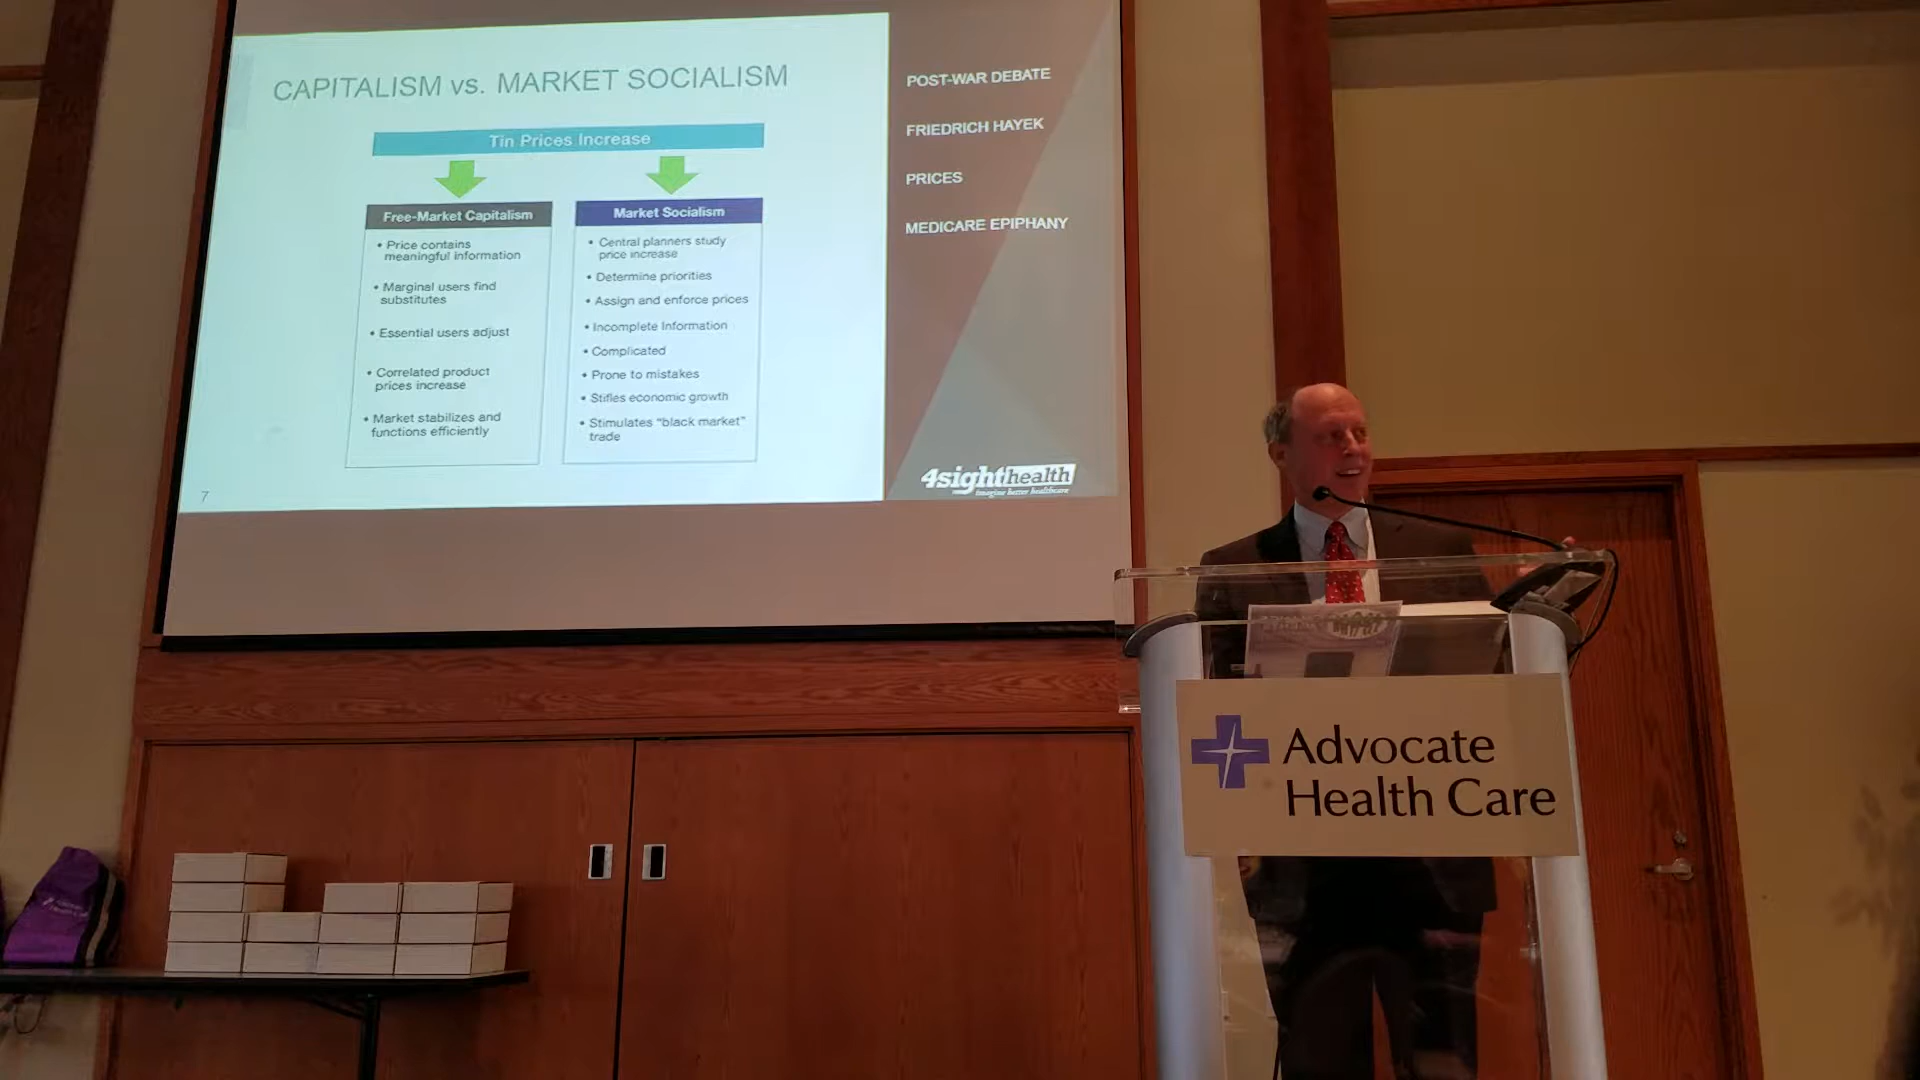 CAPITALISM vs. MARKET SOCIALISM
Tin Prices Increase
Free-Market Capitalism
• Price contains
meaningful information
• Marginal users find
substitutes
• Essential users adjust
• Correlated product
prices increase
• Market stabilizes and
functions efficiently
Market Socialism
• Central planners study
price increase
• Determine priorities
• Assign and enforce prices
• Incomplete Information
• Complicated
• Prone to mistakes
• Stifles economic growth
• Stimulates "black market"
trade
7
POST-WAR DEBATE
FRIEDRICH HAYEK
PRICES
MEDICARE EPIPHANY
4sighthealth
Imagine better healthcare
Advocate
Health Care